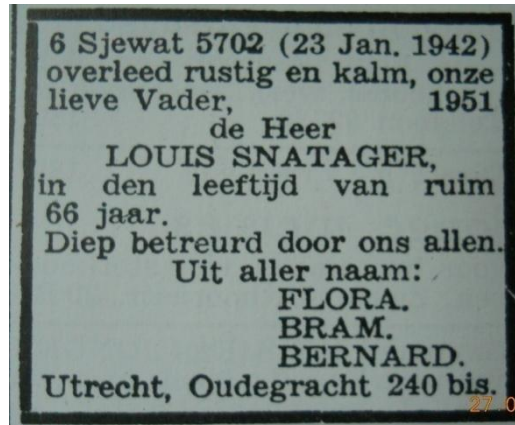 6 Sjewat 5702 (23 Jan. 1942)
overleed rustig en kalm, onze
lieve Vader, 1951
de Heer
LOUIS SNATAGER,
in den leeftijd van ruim
66 jaar.
Diep betreurd door ons allen.
Uit aller naam:
FLORA.
BRAM.
BERNARD.
Utrecht, Oudegracht 240 bis.
27